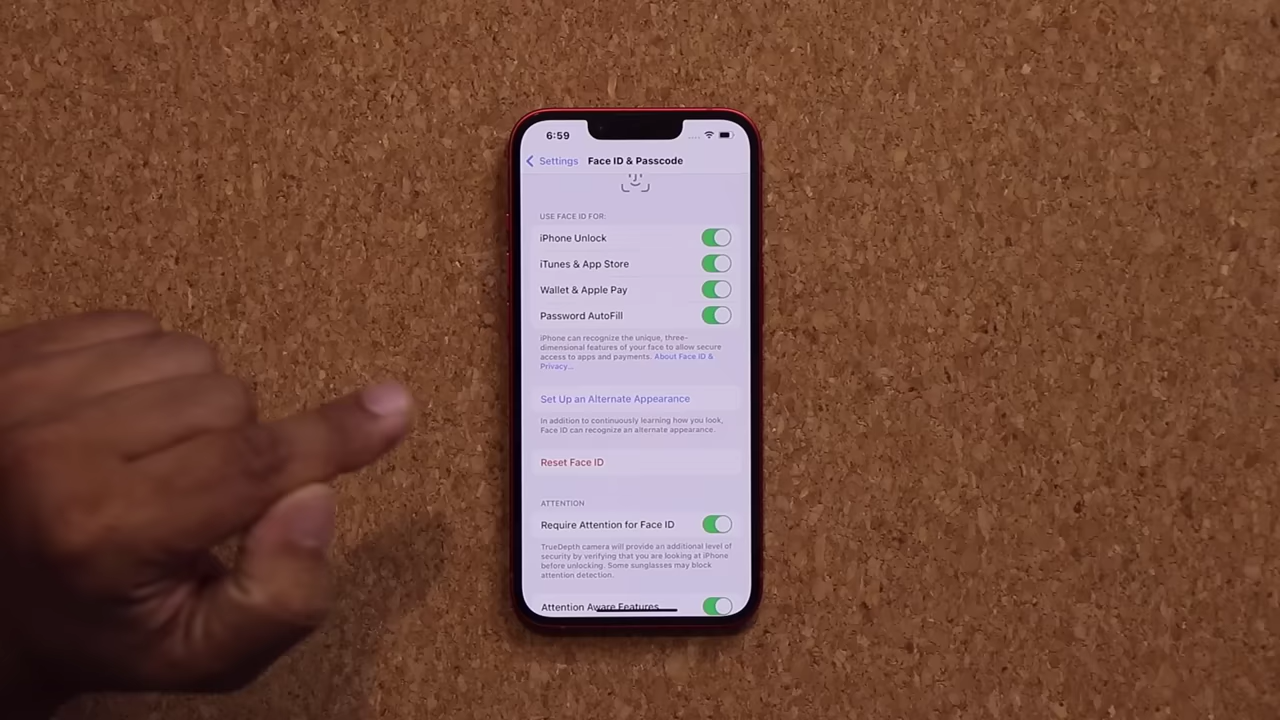 6:59
Settings
Face ID & Passcode
USE FACE ID FOR:
iPhone Unlock
iTunes & App Store
Wallet & Apple Pay
Password AutoFill
iPhone can recognize the unique, three-
dimensional features of your face to allow secure
access to apps and payments. About Face ID &
Privacy...
Set Up an Alternate Appearance
In addition to continuously learning how you look,
Face ID can recognize an alternate appearance.
Reset Face ID
ATTENTION
Require Attention for Face ID
TrueDepth camera will provide an additional level of
security by verifying that you are looking at iPhone
before unlocking. Some sunglasses may block
attention detection.
Attention Aware Features